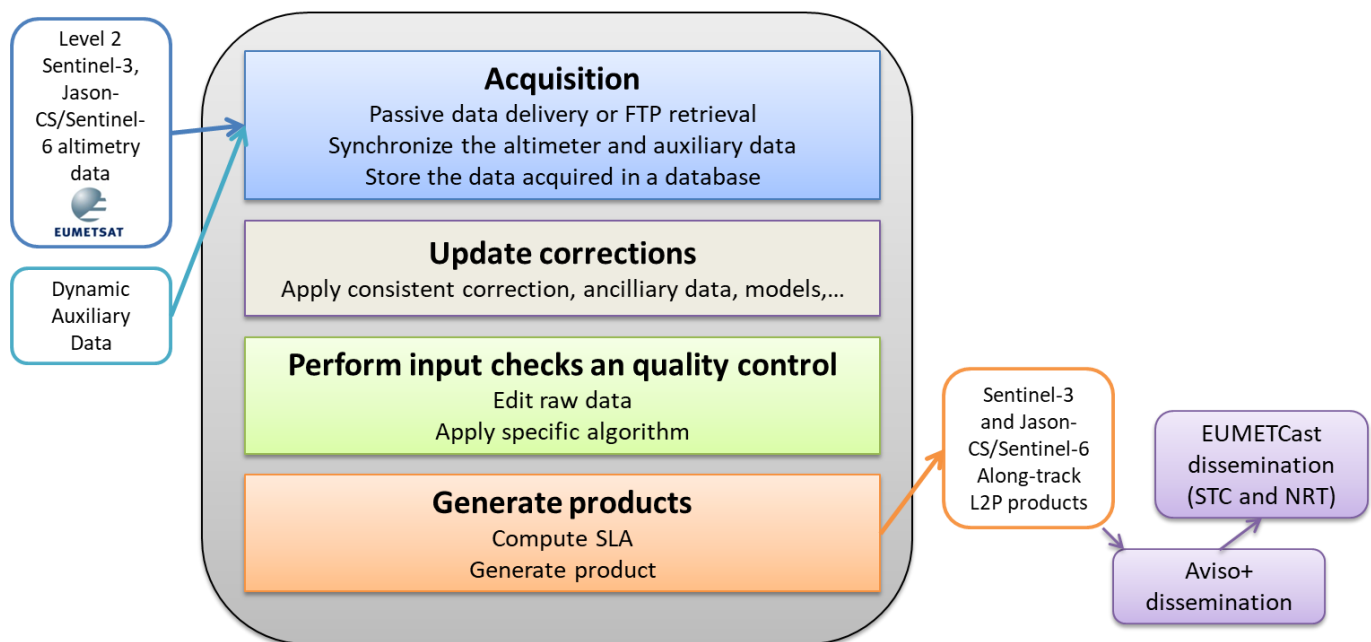 Level 2
Sentinel-3,
Jason-
CS/Sentinel-
6 altimetry
data
EUMETSAT
Dynamic
Auxiliary
Data
Acquisition
Passive data delivery or FTP retrieval
Synchronize the altimeter and auxiliary data
Store the data acquired in a database
Update corrections
Apply consistent correction, ancilliary data, models,...
Perform input checks an quality control
Edit raw data
Apply specific algorithm
Generate products
Compute SLA
Generate product
Sentinel-3
and Jason-
CS/Sentinel-6
Along-track
L2P products
EUMETCast
dissemination
(STC and NRT)
Aviso+
dissemination